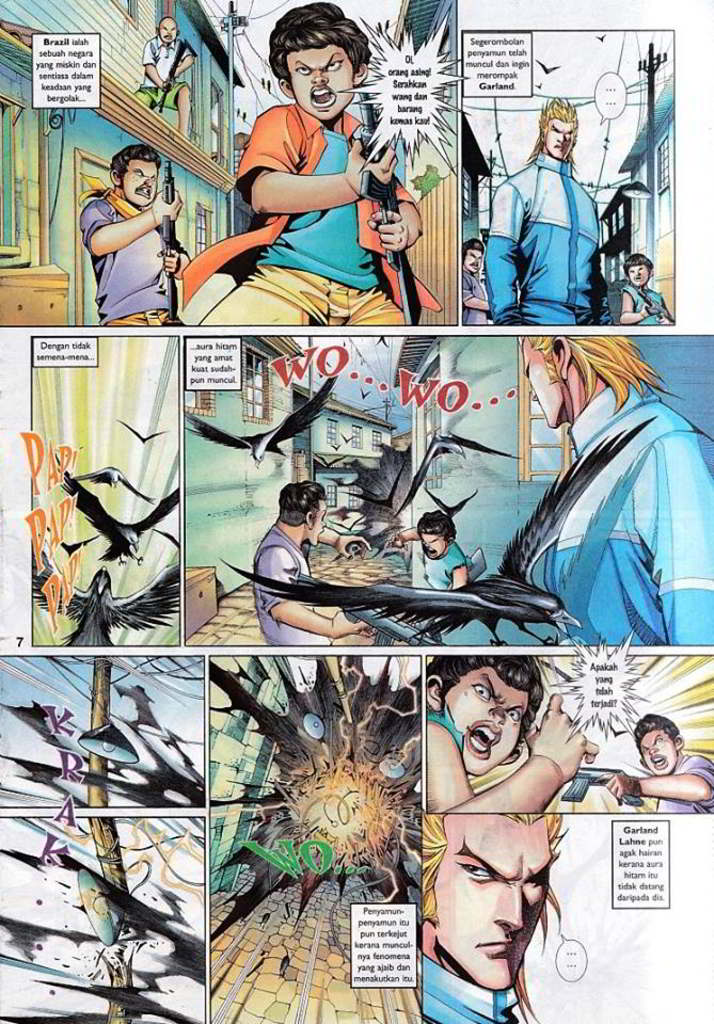 Brazil ialah
sebuah negara
yang miskin dan
sentiasa dalam
keadaan yang
bergolak...
Oi,
orang asing!
Serahkan
wang dan
barang
kemas kau!
Segerombolan
penyamun telah
muncul dan ingin
merompak
Garland.
...
...
Dengan tidak
semena-mena...
...aura hitam
yang amat
kuat sudah-
pun muncul.
WO... WO...
PAP!
PAP!
PAP!
7
KRAK
WO...
Apakah
yang
telah
terjadi?
Penyamun-
penyamun itu
pun terkejut
kerana muncul-
nya fenomena
yang ajaib dan
menakutkan itu.
Garland
Lahne pun
agak hairan
kerana aura
hitam itu
tidak datang
daripada dia.
...
...